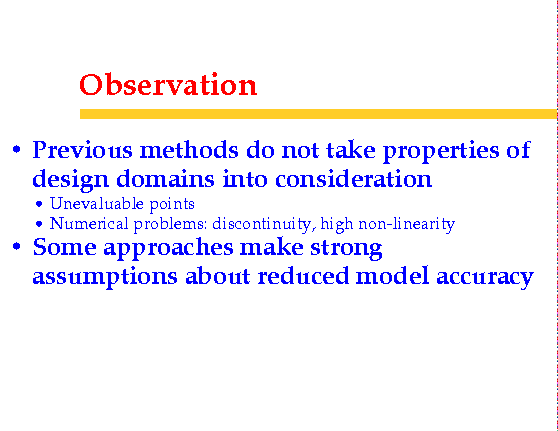 Observation
• Previous methods do not take properties of
design domains into consideration
• Unevaluable points
• Numerical problems: discontinuity, high non-linearity
• Some approaches make strong
assumptions about reduced model accuracy